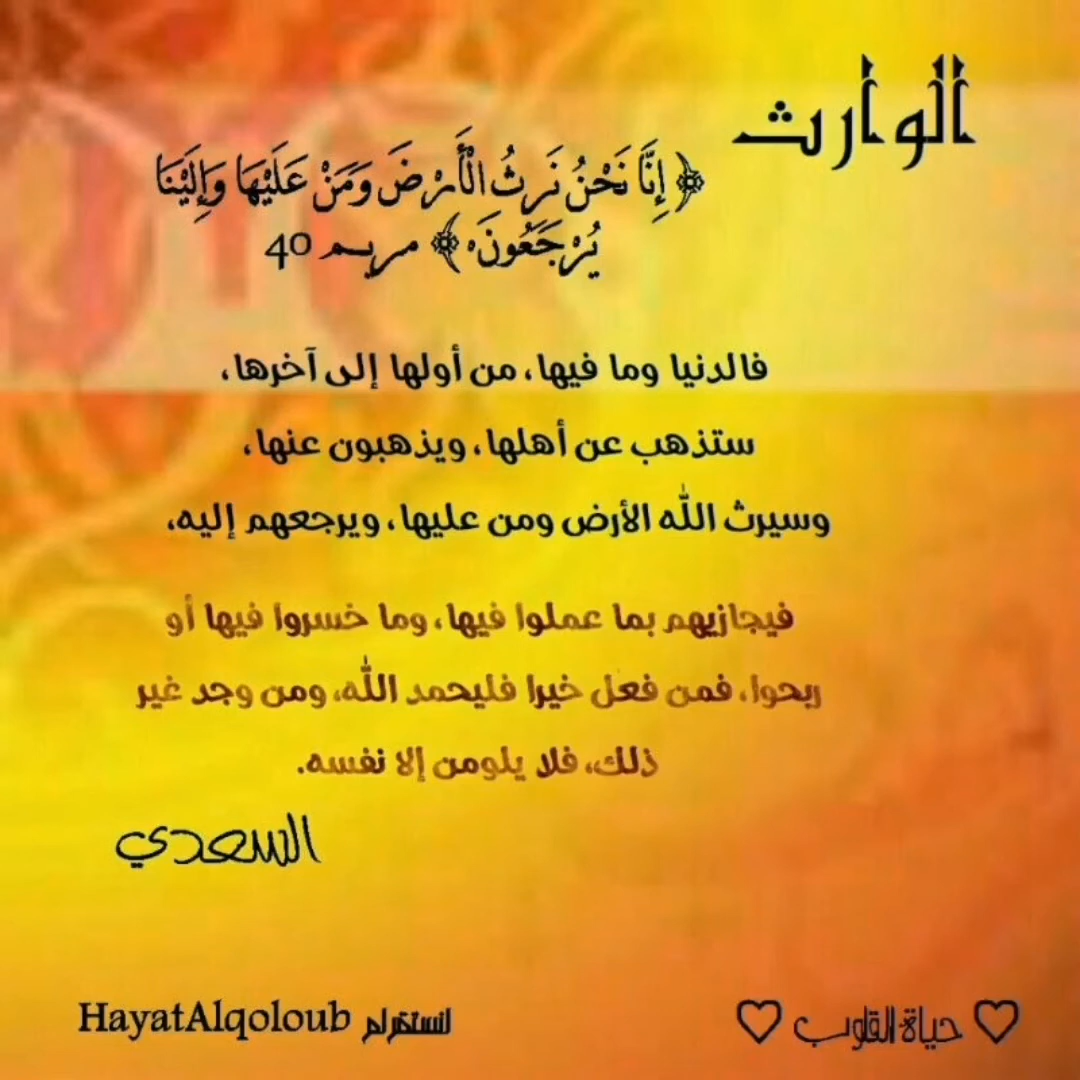 الوارث
﴿ إِنَّا نَحْنُ نَرِثُ الْأَرْضَ وَمَنْ عَلَيْهَا وَإِلَيْنَا
يُرْجَعُونَ ﴾ مريم 40
فالدنيا وما فيها، من أولها إلى آخرها،
ستذهب عن أهلها، ويذهبون عنها،
وسيرث الله الأرض ومن عليها، ويرجعهم إليه،
فيجازيهم بما عملوا فيها، وما خسروا فيها أو
ربحوا، فمن فعل خيرا فليحمد الله، ومن وجد غير
ذلك، فلا يلومن إلا نفسه.
السعدي
♡ حياة القلوب ♡
انستقرام HayatAlqoloub